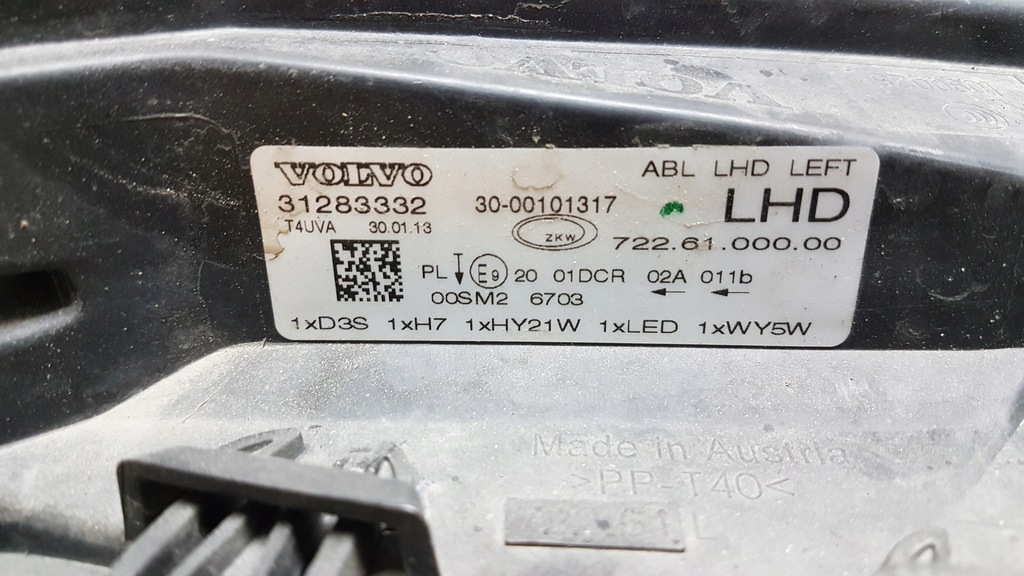 VOLVO
ABL LHD LEFT
31283332
30-00101317
LHD
T4UVA 30.01.13
ZKW
722.61.000.00
PL E9 20 01DCR 02A 011b
00SM2 6703
1xD3S 1xH7 1xHY21W 1xLED 1xWY5W
Made in Austria
>PP-T40<